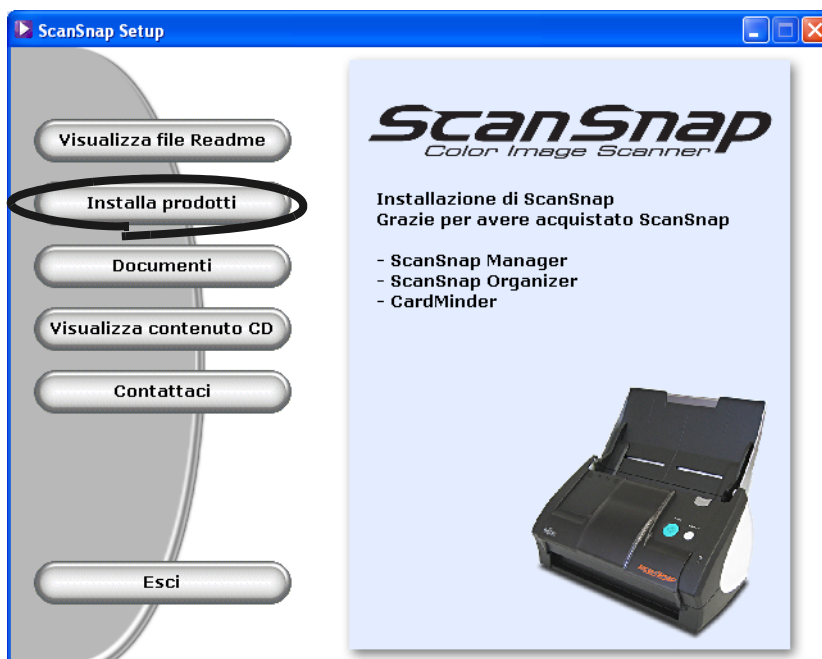 ScanSnap Setup
Visualizza file Readme
Installa prodotti
Documenti
Visualizza contenuto CD
Contattaci
Esci
ScanSnap
Color Image Scanner
Installazione di ScanSnap
Grazie per avere acquistato ScanSnap
- ScanSnap Manager
- ScanSnap Organizer
- CardMinder
ScanSnap